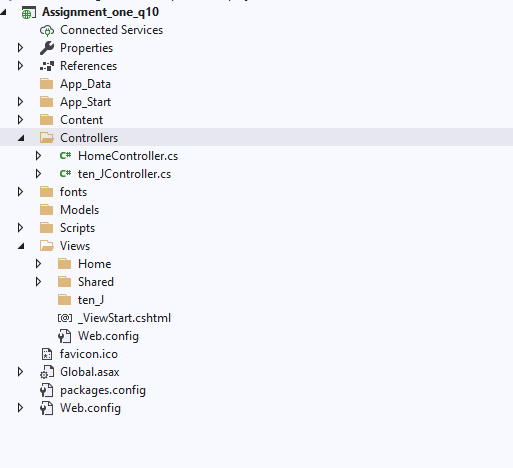 Assignment_one_q10
Connected Services
Properties
References
App_Data
App_Start
Content
Controllers
C# HomeController.cs
C# ten_JController.cs
fonts
Models
Scripts
Views
Home
Shared
ten_J
[@] _ViewStart.cshtml
Web.config
favicon.ico
Global.asax
packages.config
Web.config